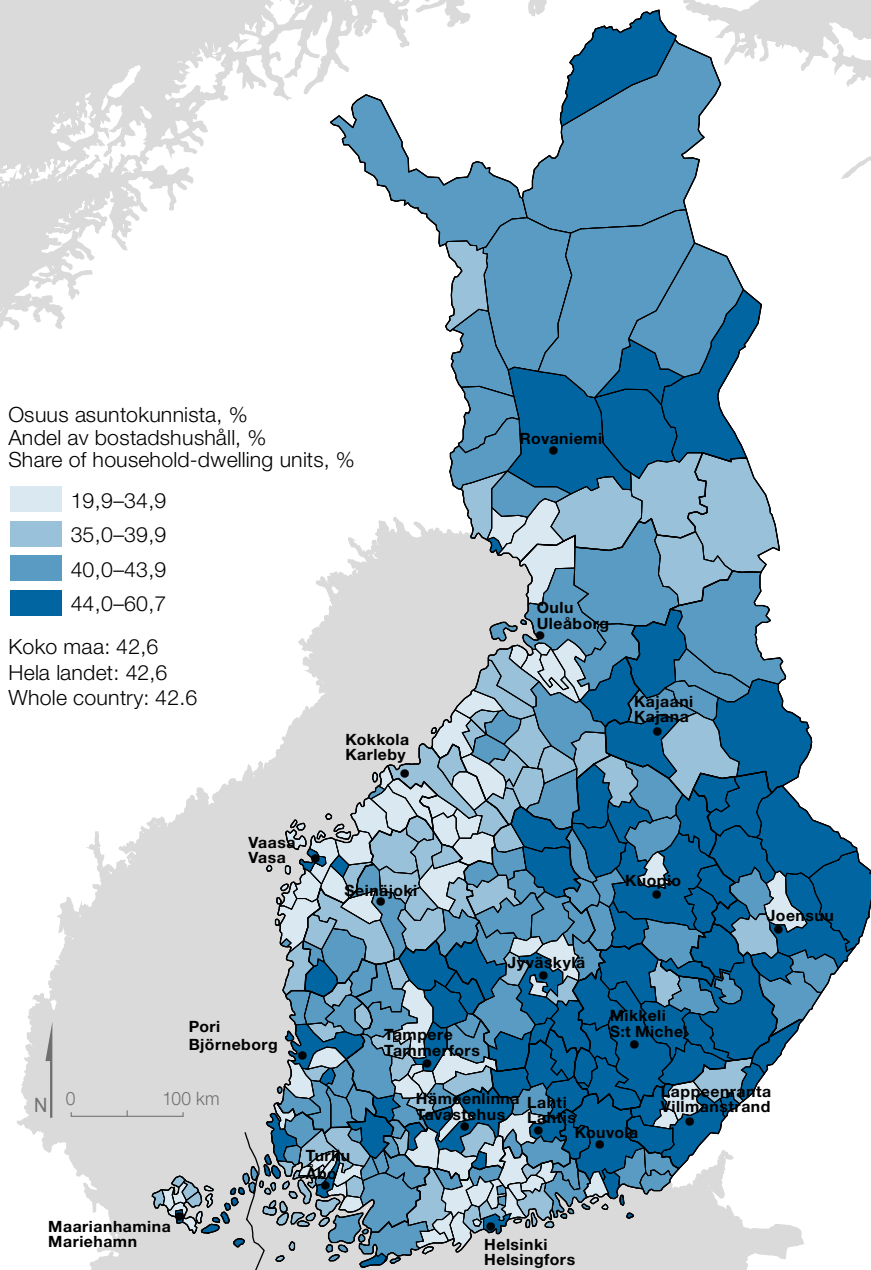 Osuus asuntokunnista, %
Andel av bostadshushåll, %
Share of household-dwelling units, %
19,9–34,9
35,0–39,9
40,0–43,9
44,0–60,7
Koko maa: 42,6
Hela landet: 42,6
Whole country: 42.6
Rovaniemi
Oulu
Uleåborg
Kajaani
Kajana
Kokkola
Karleby
Vaasa
Vasa
Seinäjoki
Kuopio
Joensuu
Jyväskylä
Mikkeli
S:t Michel
Pori
Björneborg
Tampere
Tammerfors
Hämeenlinna
Tavastehus
Lahti
Lahtis
Kouvola
Lappeenranta
Villmanstrand
Turku
Åbo
Maarianhamina
Mariehamn
Helsinki
Helsingfors
N
0 100 km